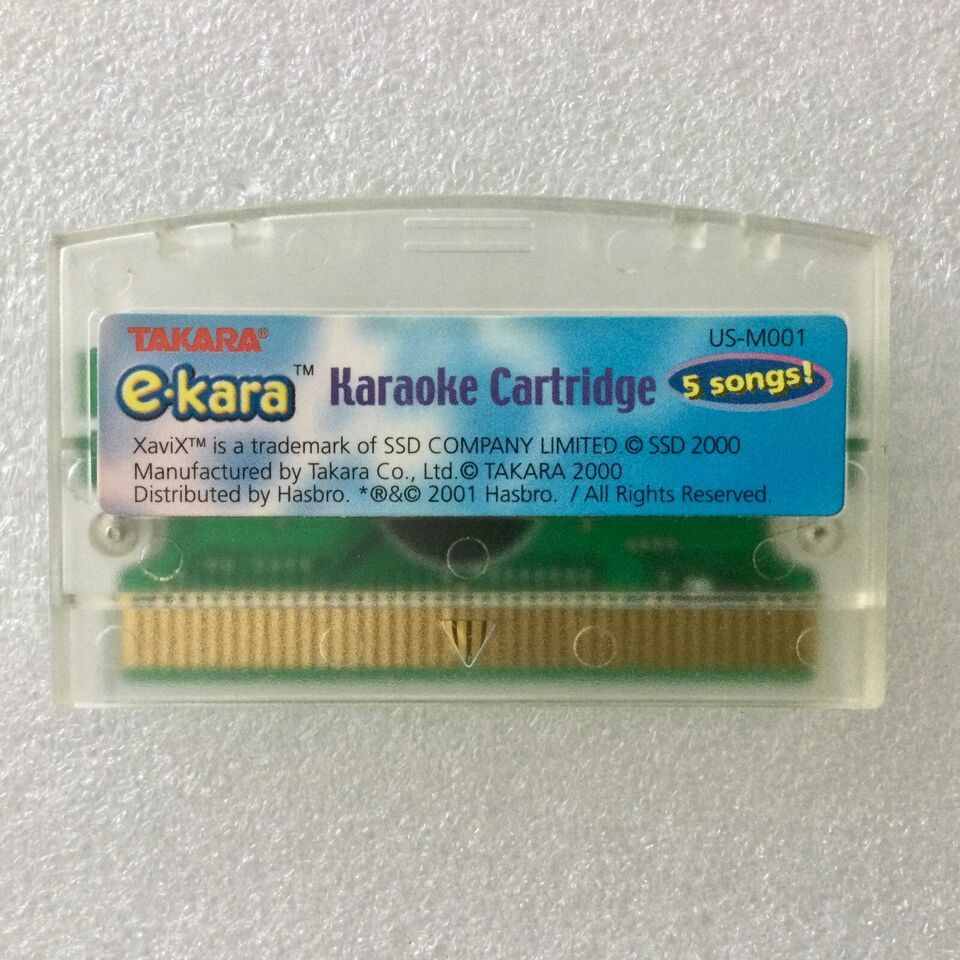 TAKARA®
US-M001
e-kara™ Karaoke Cartridge 5 songs!
XaviX™ is a trademark of SSD COMPANY LIMITED.© SSD 2000
Manufactured by Takara Co., Ltd.© TAKARA 2000
Distributed by Hasbro. *®&© 2001 Hasbro. / All Rights Reserved.